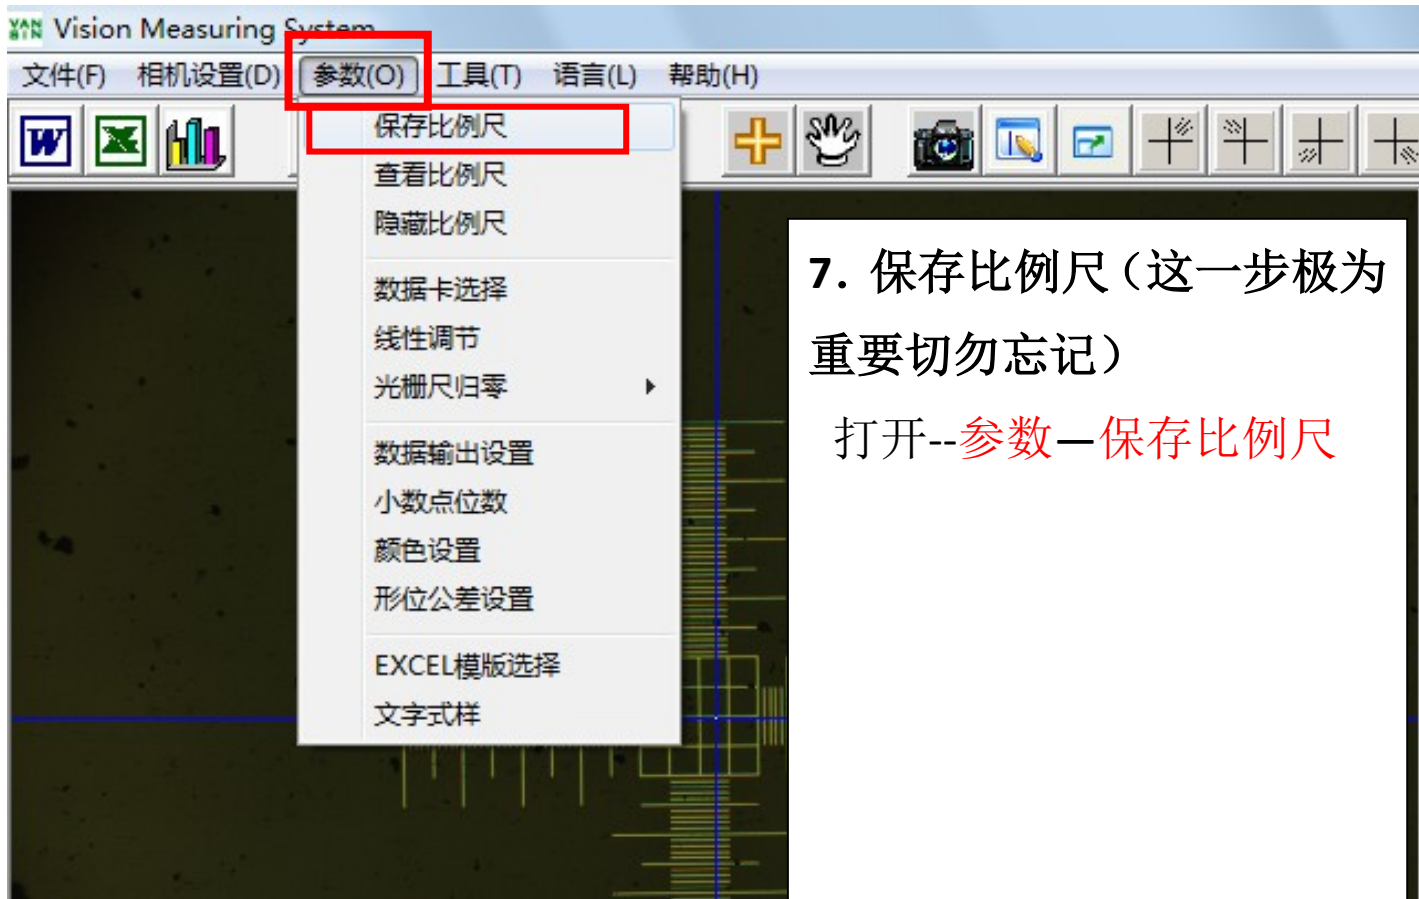 Vision Measuring System
文件(F) 相机设置(D) 参数(O) 工具(T) 语言(L) 帮助(H)
保存比例尺
查看比例尺
隐藏比例尺
数据卡选择
线性调节
光栅尺归零
数据输出设置
小数点位数
颜色设置
形位公差设置
EXCEL模版选择
文字式样
7. 保存比例尺（这一步极为
重要切勿忘记）
打开--参数—保存比例尺